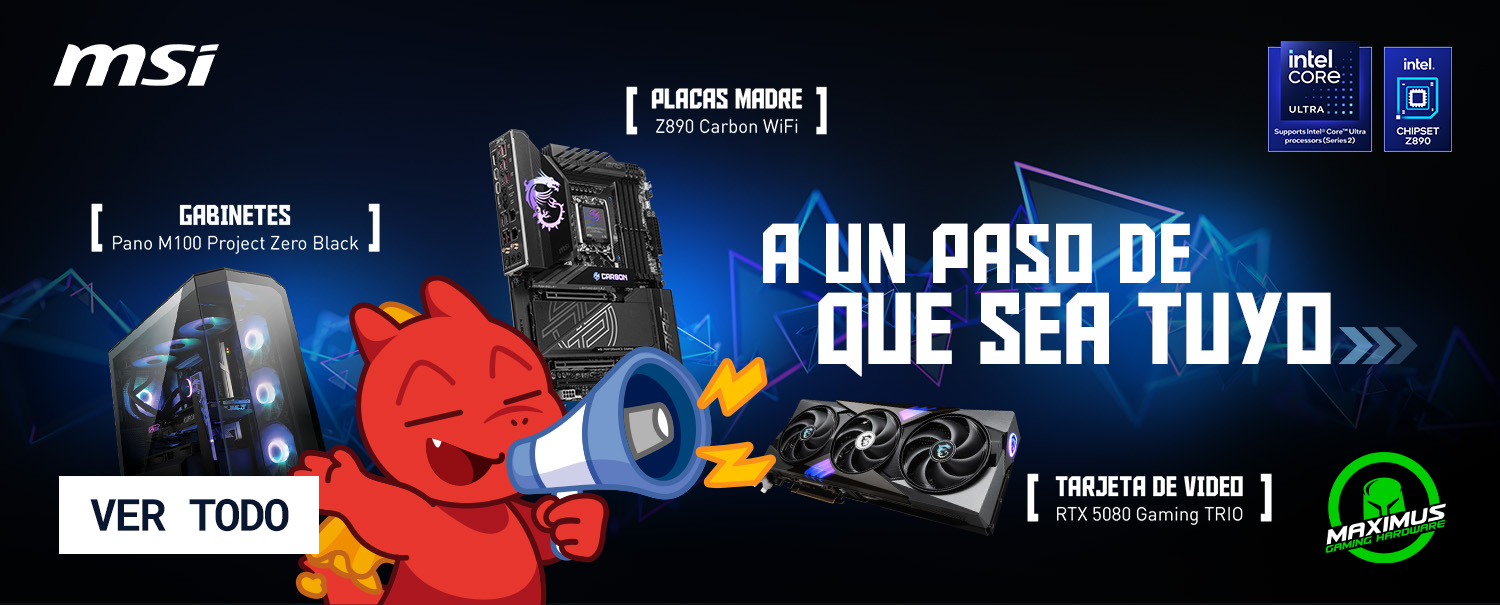 msi
intel
CORE
ULTRA
Supports Intel® Core™ Ultra
processors (Series 2)
intel.
CHIPSET
Z890
PLACAS MADRE
Z890 Carbon WiFi
GABINETES
Pano M100 Project Zero Black
CARBON
A UN PASO DE
QUE SEA TUYO
TARJETA DE VIDEO
RTX 5080 Gaming TRIO
VER TODO
MAXIMUS
GAMING HARDWARE